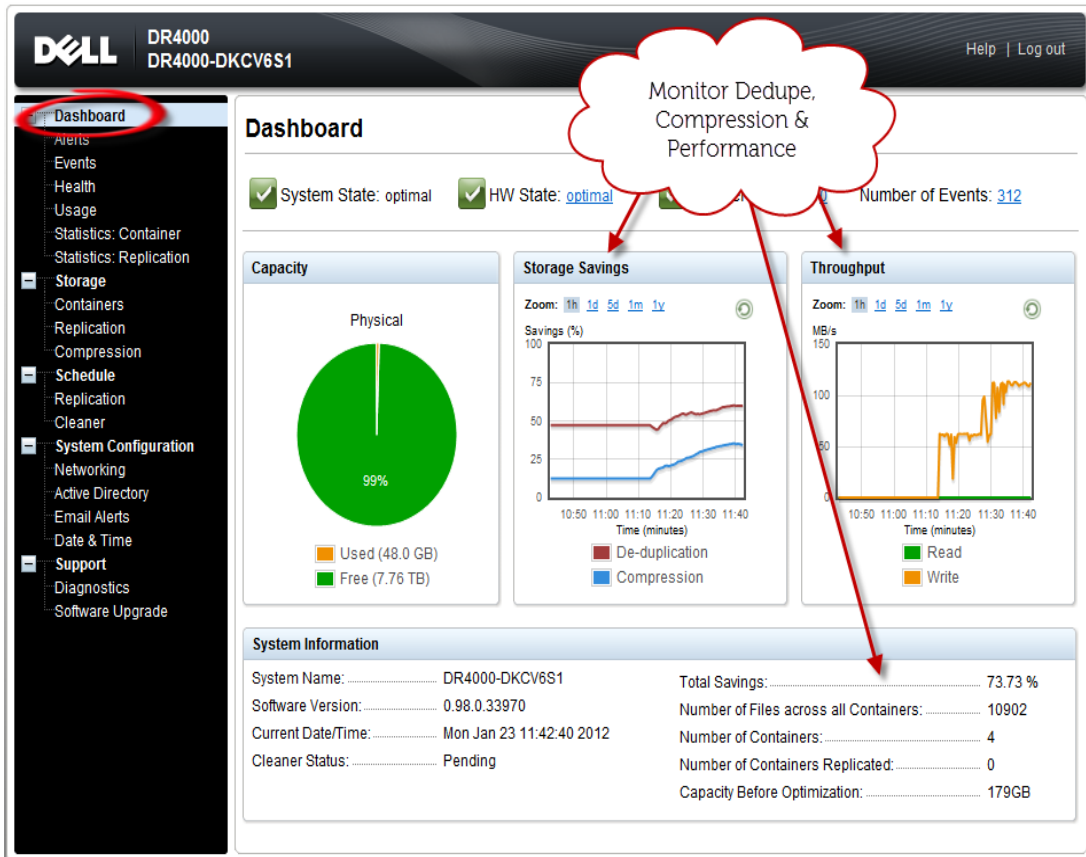 DELL
DR4000
DR4000-DKCV6S1
Help | Log out
Monitor Dedupe,
Compression &
Performance
Dashboard
Alerts
Events
Health
Usage
Statistics: Container
Statistics: Replication
Storage
Containers
Replication
Compression
Schedule
Replication
Cleaner
System Configuration
Networking
Active Directory
Email Alerts
Date & Time
Support
Diagnostics
Software Upgrade
Dashboard
System State: optimal
HW State: optimal
Number of Events: 312
Capacity
Physical
99%
Used (48.0 GB)
Free (7.76 TB)
Storage Savings
Zoom: 1h 1d 5d 1m 1y
Savings (%)
100
75
50
25
0
10:50 11:00 11:10 11:20 11:30 11:40
Time (minutes)
De-duplication
Compression
Throughput
Zoom: 1h 1d 5d 1m 1y
MB/s
150
100
50
0
10:50 11:00 11:10 11:20 11:30 11:40
Time (minutes)
Read
Write
System Information
System Name: DR4000-DKCV6S1
Software Version: 0.98.0.33970
Current Date/Time: Mon Jan 23 11:42:40 2012
Cleaner Status: Pending
Total Savings: 73.73 %
Number of Files across all Containers: 10902
Number of Containers: 4
Number of Containers Replicated: 0
Capacity Before Optimization: 179GB